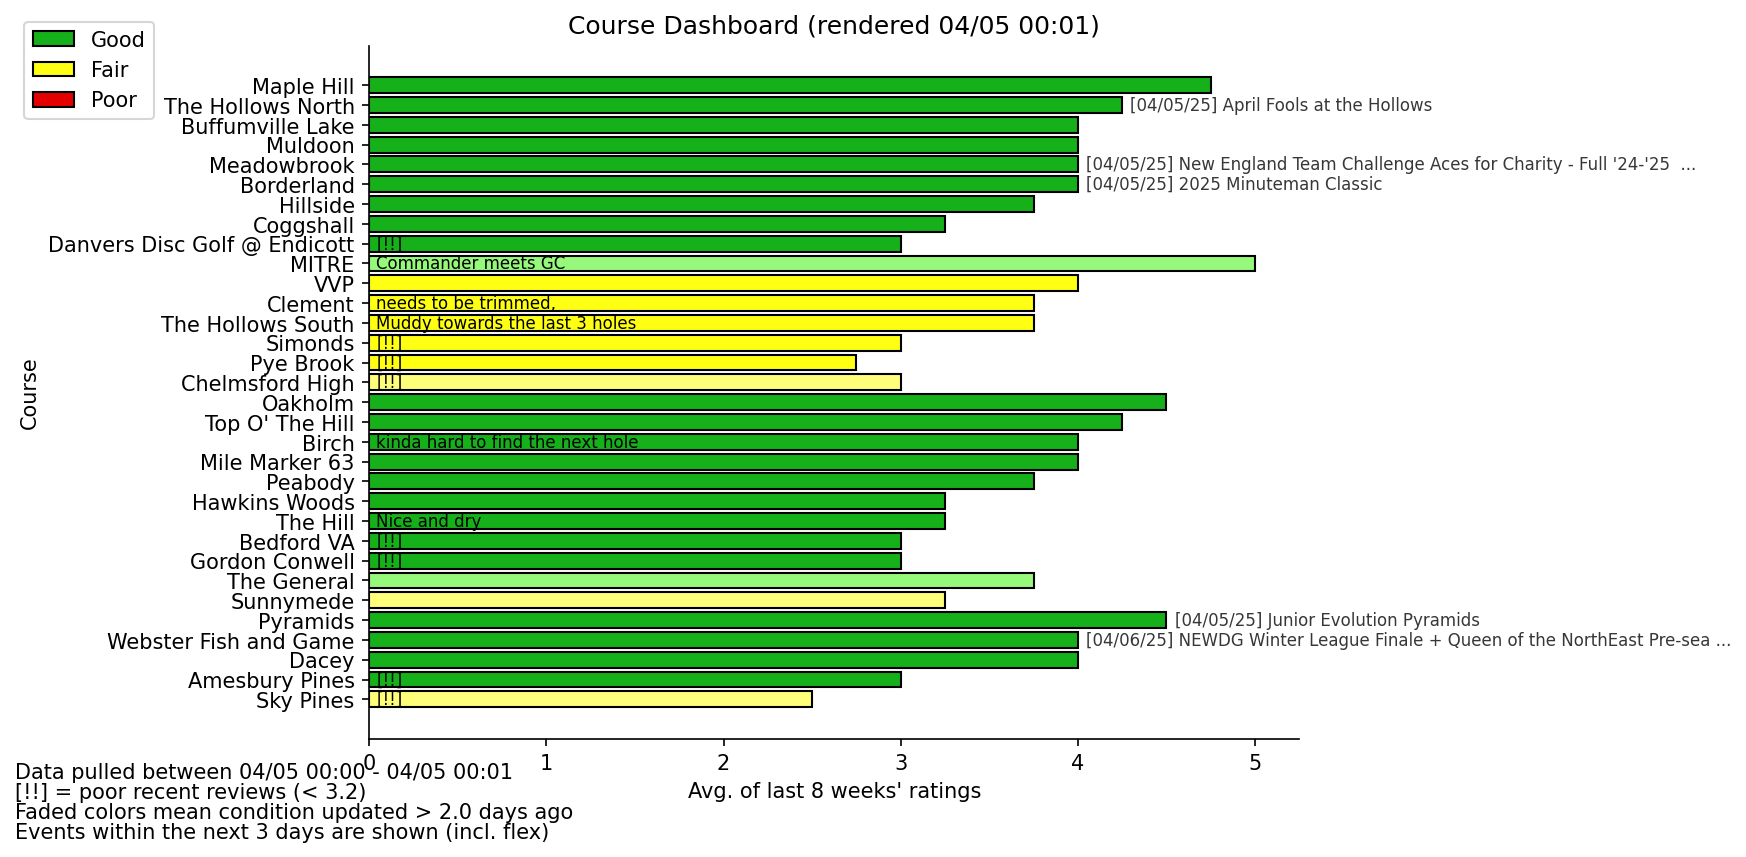 Course Dashboard (rendered 04/05 00:01)
Good
Fair
Poor
Maple Hill
The Hollows North [04/05/25] April Fools at the Hollows
Buffumville Lake
Muldoon
Meadowbrook [04/05/25] New England Team Challenge Aces for Charity - Full '24-'25 ...
Borderland [04/05/25] 2025 Minuteman Classic
Hillside
Coggshall
Danvers Disc Golf @ Endicott [!!]
MITRE Commander meets GC
VVP
Clement needs to be trimmed,
The Hollows South Muddy towards the last 3 holes
Simonds [!!]
Pye Brook [!!]
Chelmsford High [!!]
Oakholm
Top O' The Hill
Birch kinda hard to find the next hole
Mile Marker 63
Peabody
Hawkins Woods
The Hill Nice and dry
Bedford VA [!!]
Gordon Conwell [!!]
The General
Sunnymede
Pyramids [04/05/25] Junior Evolution Pyramids
Webster Fish and Game [04/06/25] NEWDG Winter League Finale + Queen of the NorthEast Pre-sea ...
Dacey
Amesbury Pines [!!]
Sky Pines [!!]
Course
0 1 2 3 4 5
Avg. of last 8 weeks' ratings
Data pulled between 04/05 00:00 - 04/05 00:01
[!!] = poor recent reviews (< 3.2)
Faded colors mean condition updated > 2.0 days ago
Events within the next 3 days are shown (incl. flex)